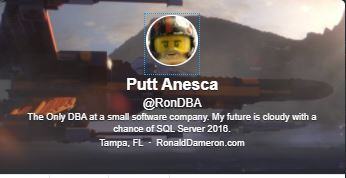 Putt Anesca
@RonDBA
The Only DBA at a small software company. My future is cloudy with a
chance of SQL Server 2016.
Tampa, FL · RonaldDameron.com